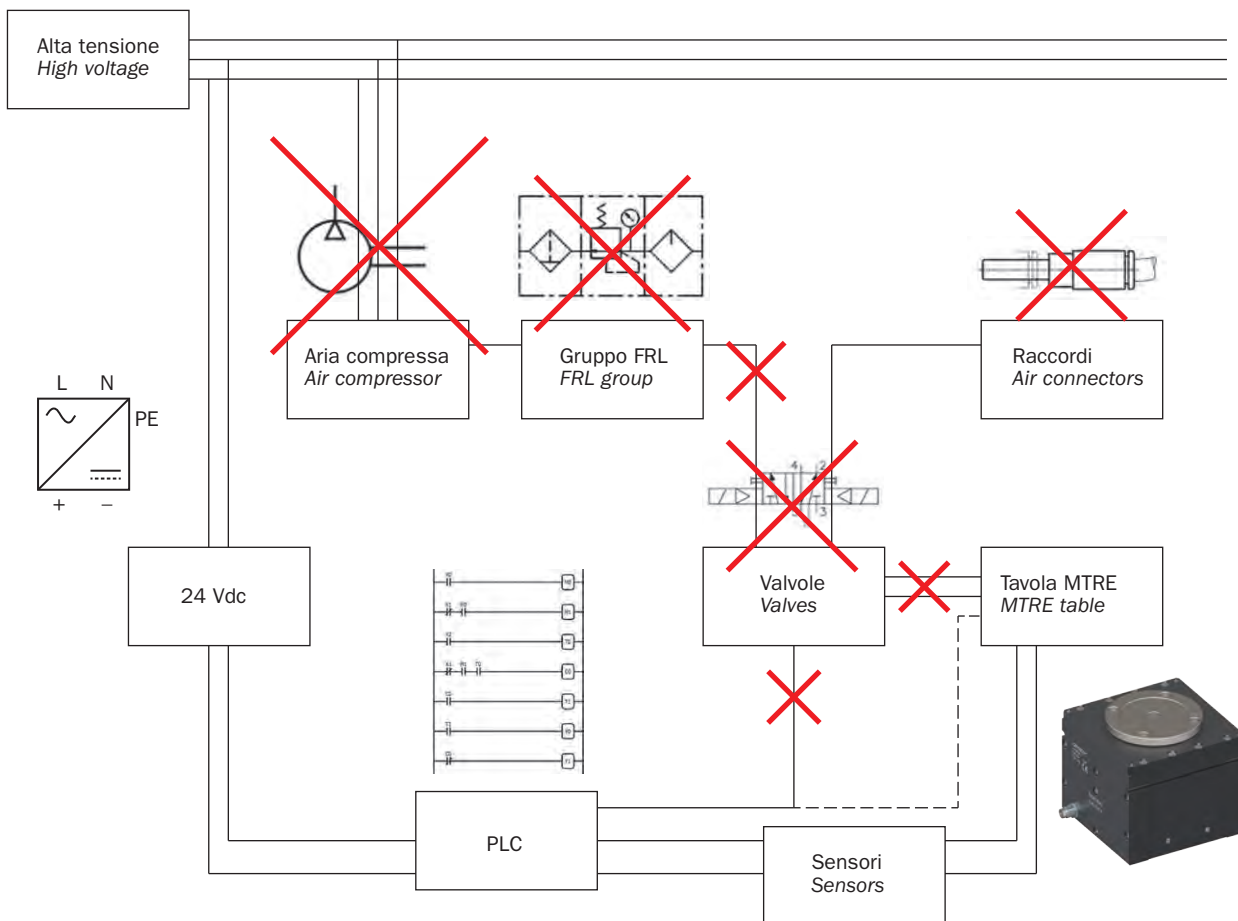 Alta tensione
High voltage
Aria compressa
Air compressor
Gruppo FRL
FRL group
Raccordi
Air connectors
L N
PE
+ −
4 2
3
24 Vdc
Valvole
Valves
Tavola MTRE
MTRE table
PLC
Sensori
Sensors